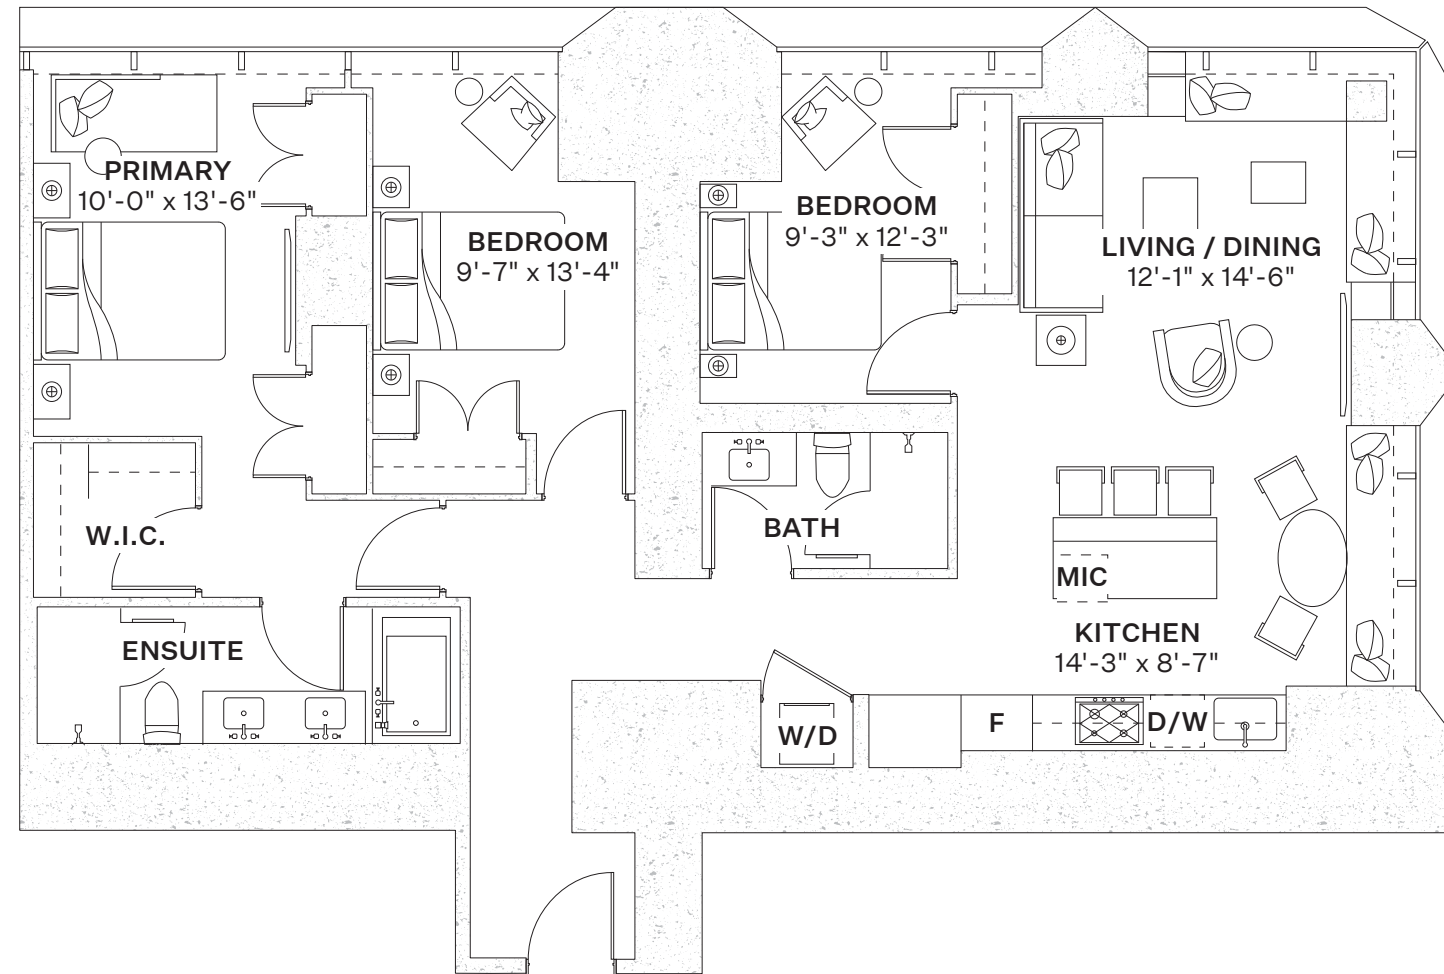 PRIMARY
10'-0" x 13'-6"
BEDROOM
9'-7" x 13'-4"
BEDROOM
9'-3" x 12'-3"
LIVING / DINING
12'-1" x 14'-6"
W.I.C.
BATH
MIC
ENSUITE
KITCHEN
14'-3" x 8'-7"
W/D
F
D/W